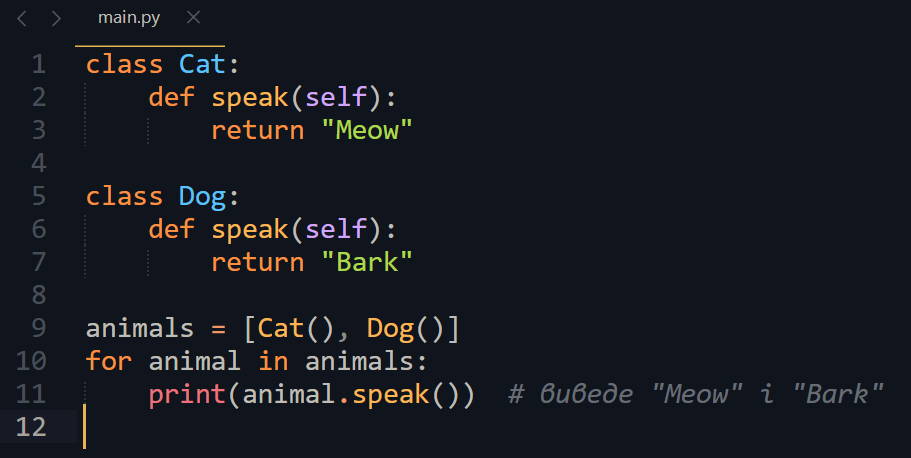 main.py
1 class Cat:
2     def speak(self):
3         return "Meow"
4
5 class Dog:
6     def speak(self):
7         return "Bark"
8
9 animals = [Cat(), Dog()]
10 for animal in animals:
11     print(animal.speak())  # виведе "Meow" і "Bark"
12